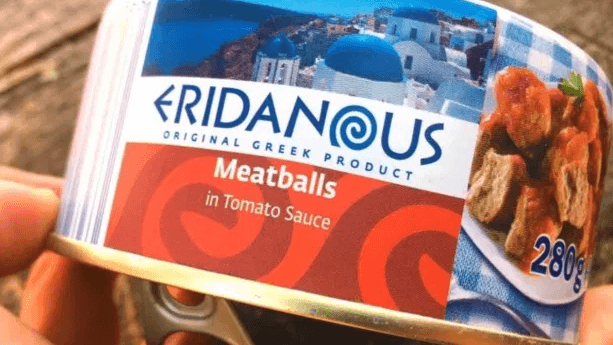 ERIDANOUS
ORIGINAL GREEK PRODUCT
Meatballs
in Tomato Sauce
280g